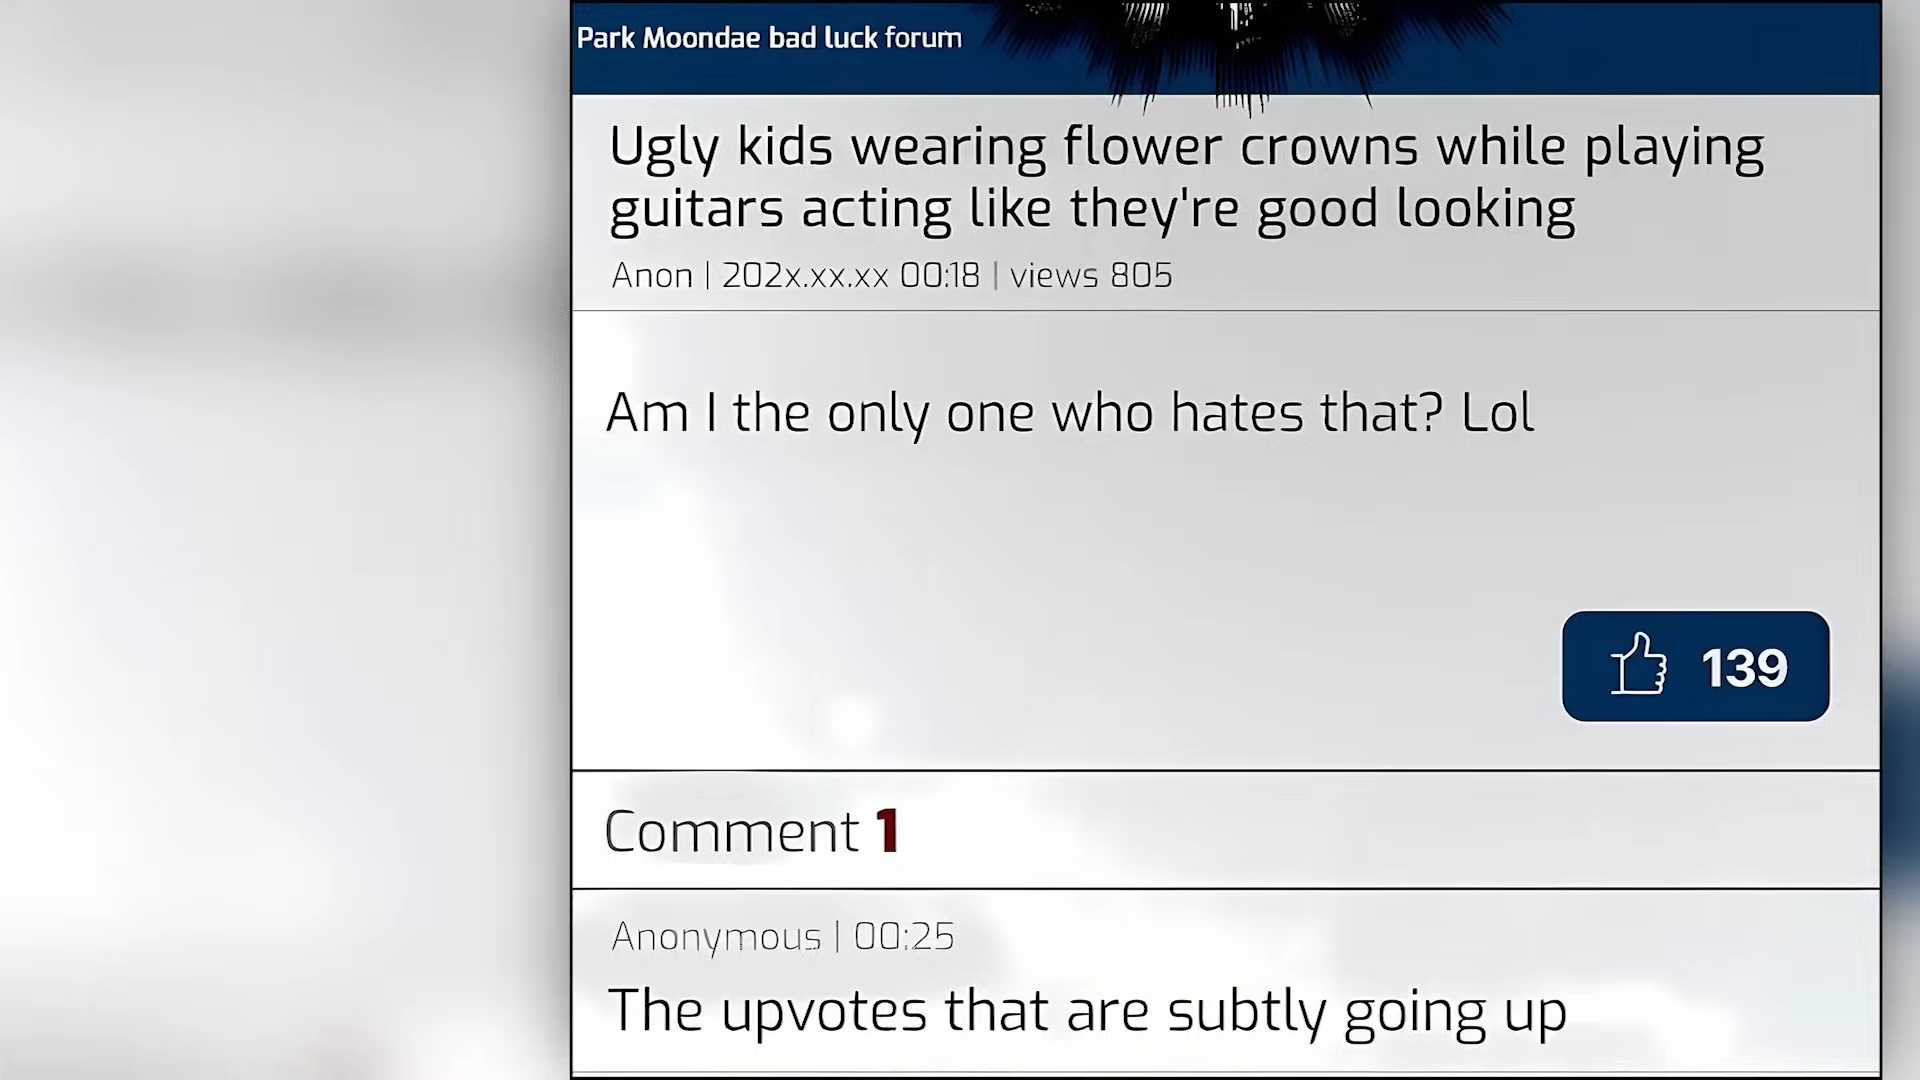 Park Moondae bad luck forum
Ugly kids wearing flower crowns while playing
guitars acting like they're good looking
Anon | 202x.xx.xx 00:18 | views 805
Am I the only one who hates that? Lol
139
Comment 1
Anonymous | 00:25
The upvotes that are subtly going up